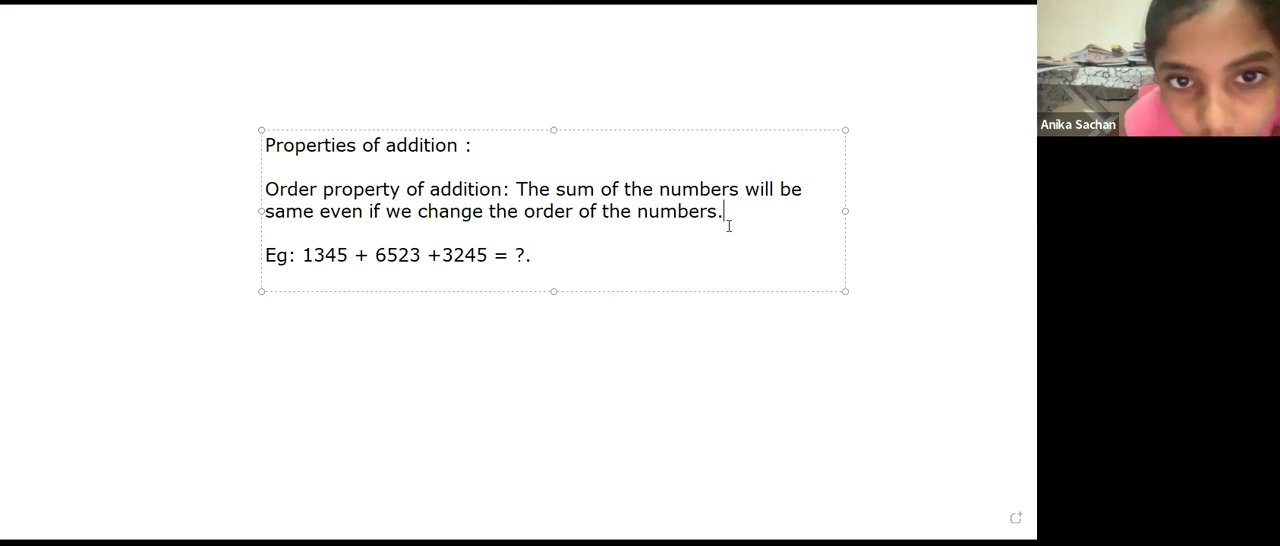 Properties of addition :
Order property of addition: The sum of the numbers will be
same even if we change the order of the numbers.
Eg: 1345 + 6523 +3245 = ?.
Anika Sachan